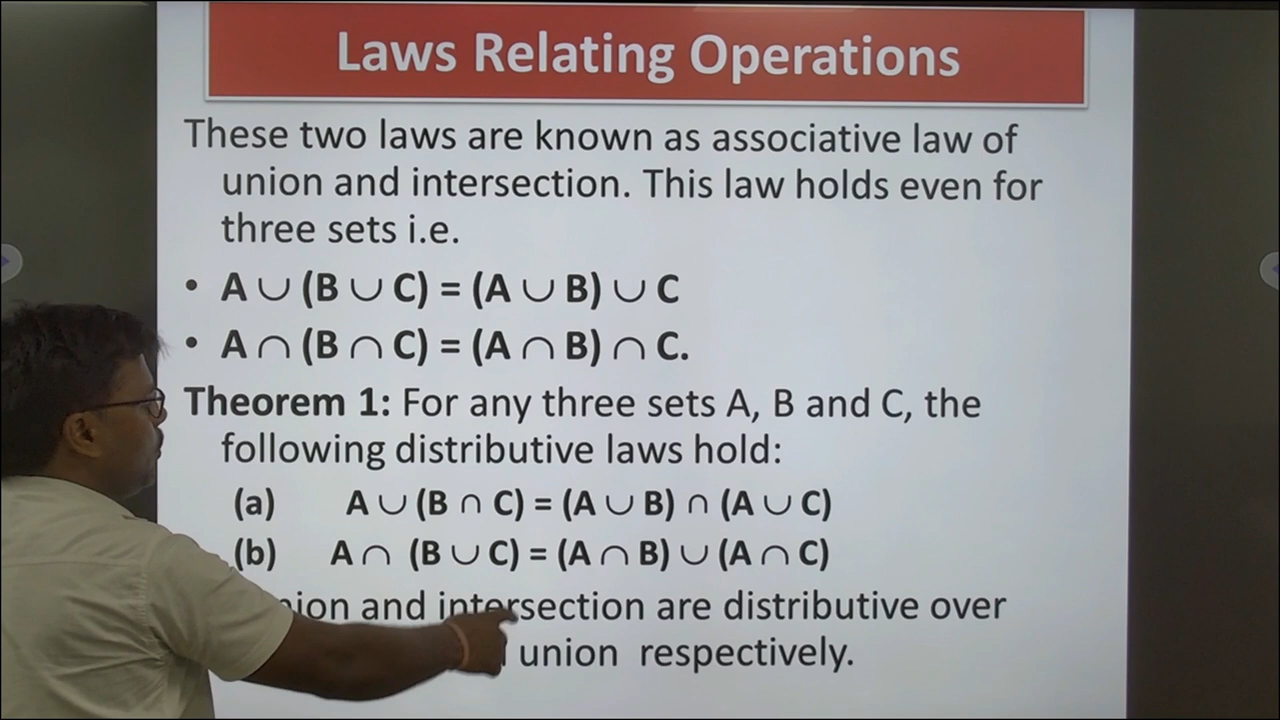 Laws Relating Operations
These two laws are known as associative law of
union and intersection. This law holds even for
three sets i.e.
• A ∪ (B ∪ C) = (A ∪ B) ∪ C
• A ∩ (B ∩ C) = (A ∩ B) ∩ C.
Theorem 1: For any three sets A, B and C, the
following distributive laws hold:
(a) A ∪ (B ∩ C) = (A ∪ B) ∩ (A ∪ C)
(b) A ∩ (B ∪ C) = (A ∩ B) ∪ (A ∩ C)
and intersection are distributive over
union respectively.